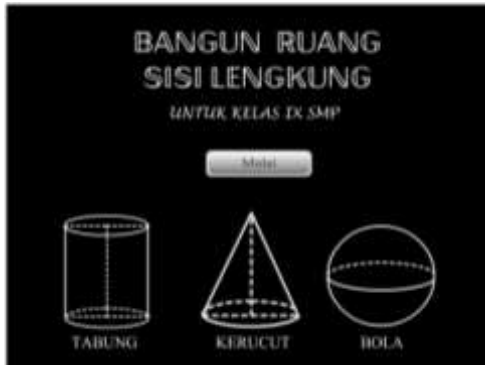 BANGUN RUANG
SISI LENGKUNG
UNTUK KELAS IX SMP
Mulai
TABUNG KERUCUT BOLA